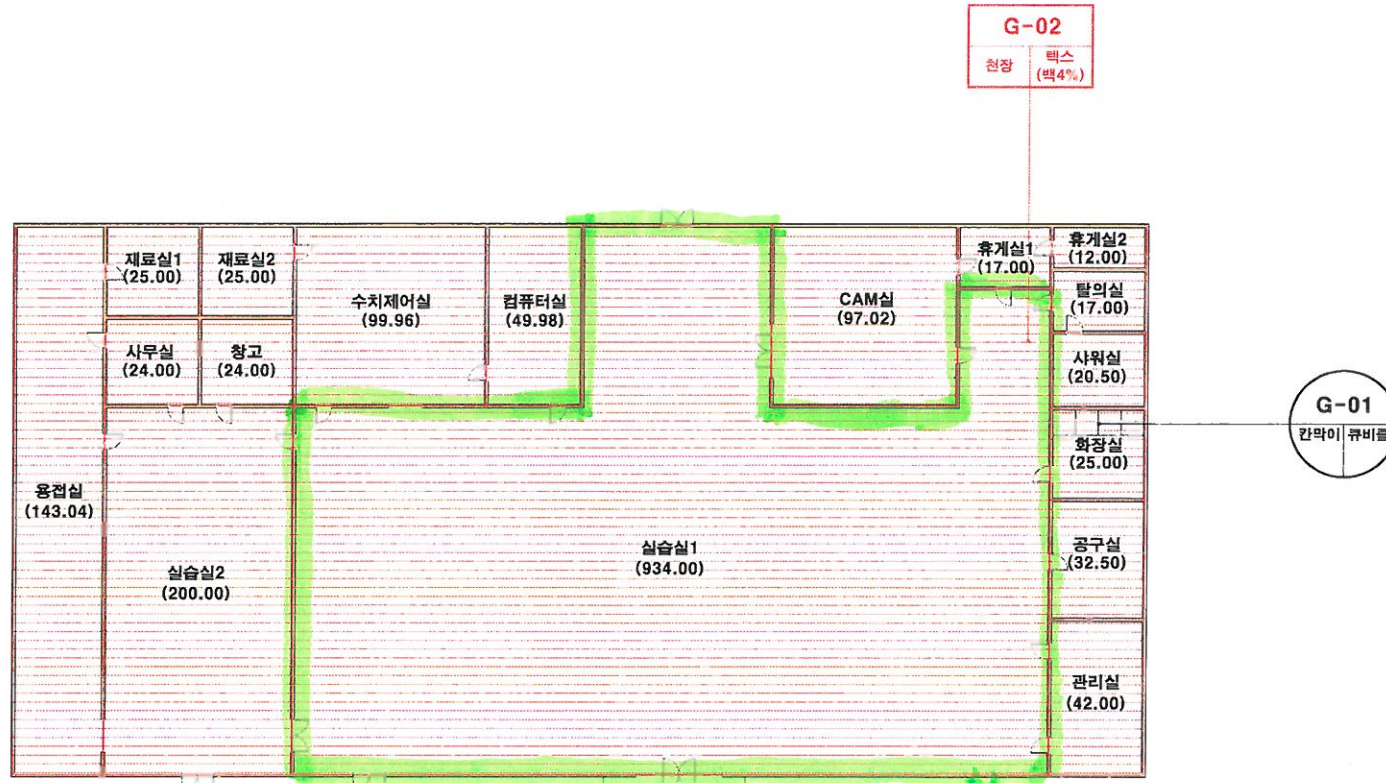 G-02
천장
텍스
(백4%)
재료실1
(25.00)
재료실2
(25.00)
수치제어실
(99.96)
컴퓨터실
(49.98)
CAM실
(97.02)
휴게실1
(17.00)
휴게실2
(12.00)
탈의실
(17.00)
사무실
(24.00)
창고
(24.00)
샤워실
(20.50)
G-01
칸막이
큐비클
화장실
(25.00)
용접실
(143.04)
실습실2
(200.00)
실습실1
(934.00)
공구실
(32.50)
관리실
(42.00)